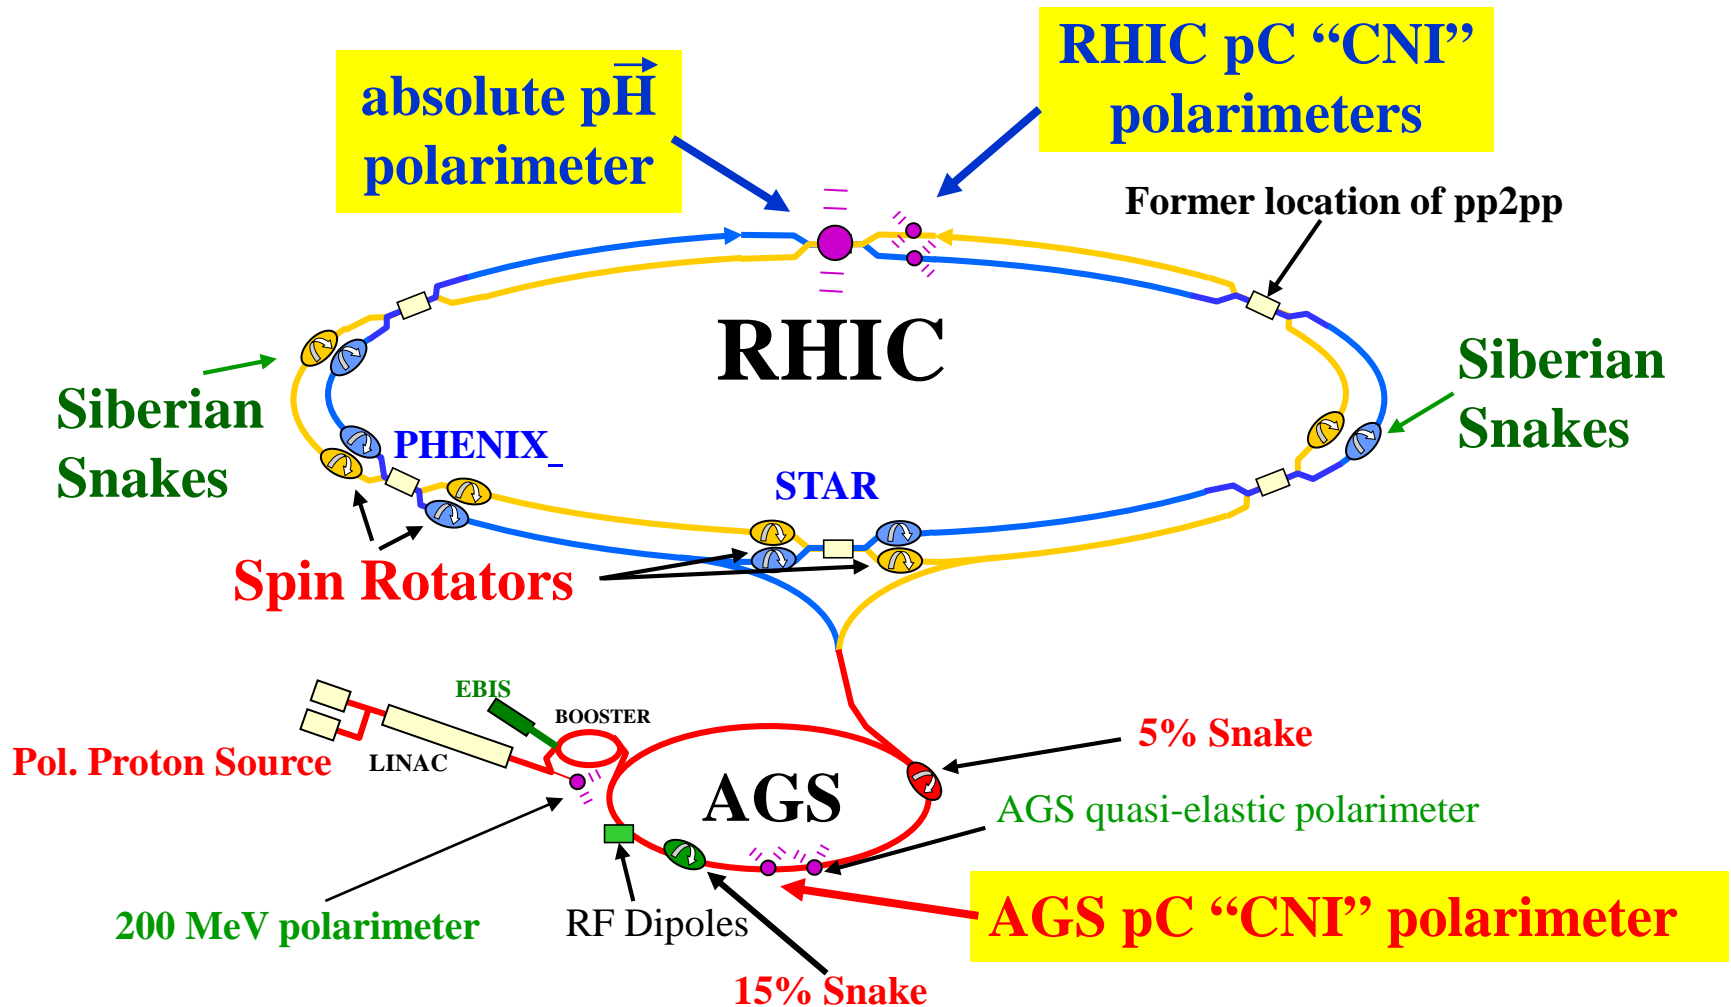 RHIC pC “CNI”
polarimeters
absolute pH
polarimeter
Former location of pp2pp
RHIC
Siberian
Snakes
Siberian
Snakes
PHENIX_
STAR
Spin Rotators
EBIS
BOOSTER
Pol. Proton Source
LINAC
5% Snake
AGS
AGS quasi-elastic polarimeter
200 MeV polarimeter
RF Dipoles
AGS pC “CNI” polarimeter
15% Snake